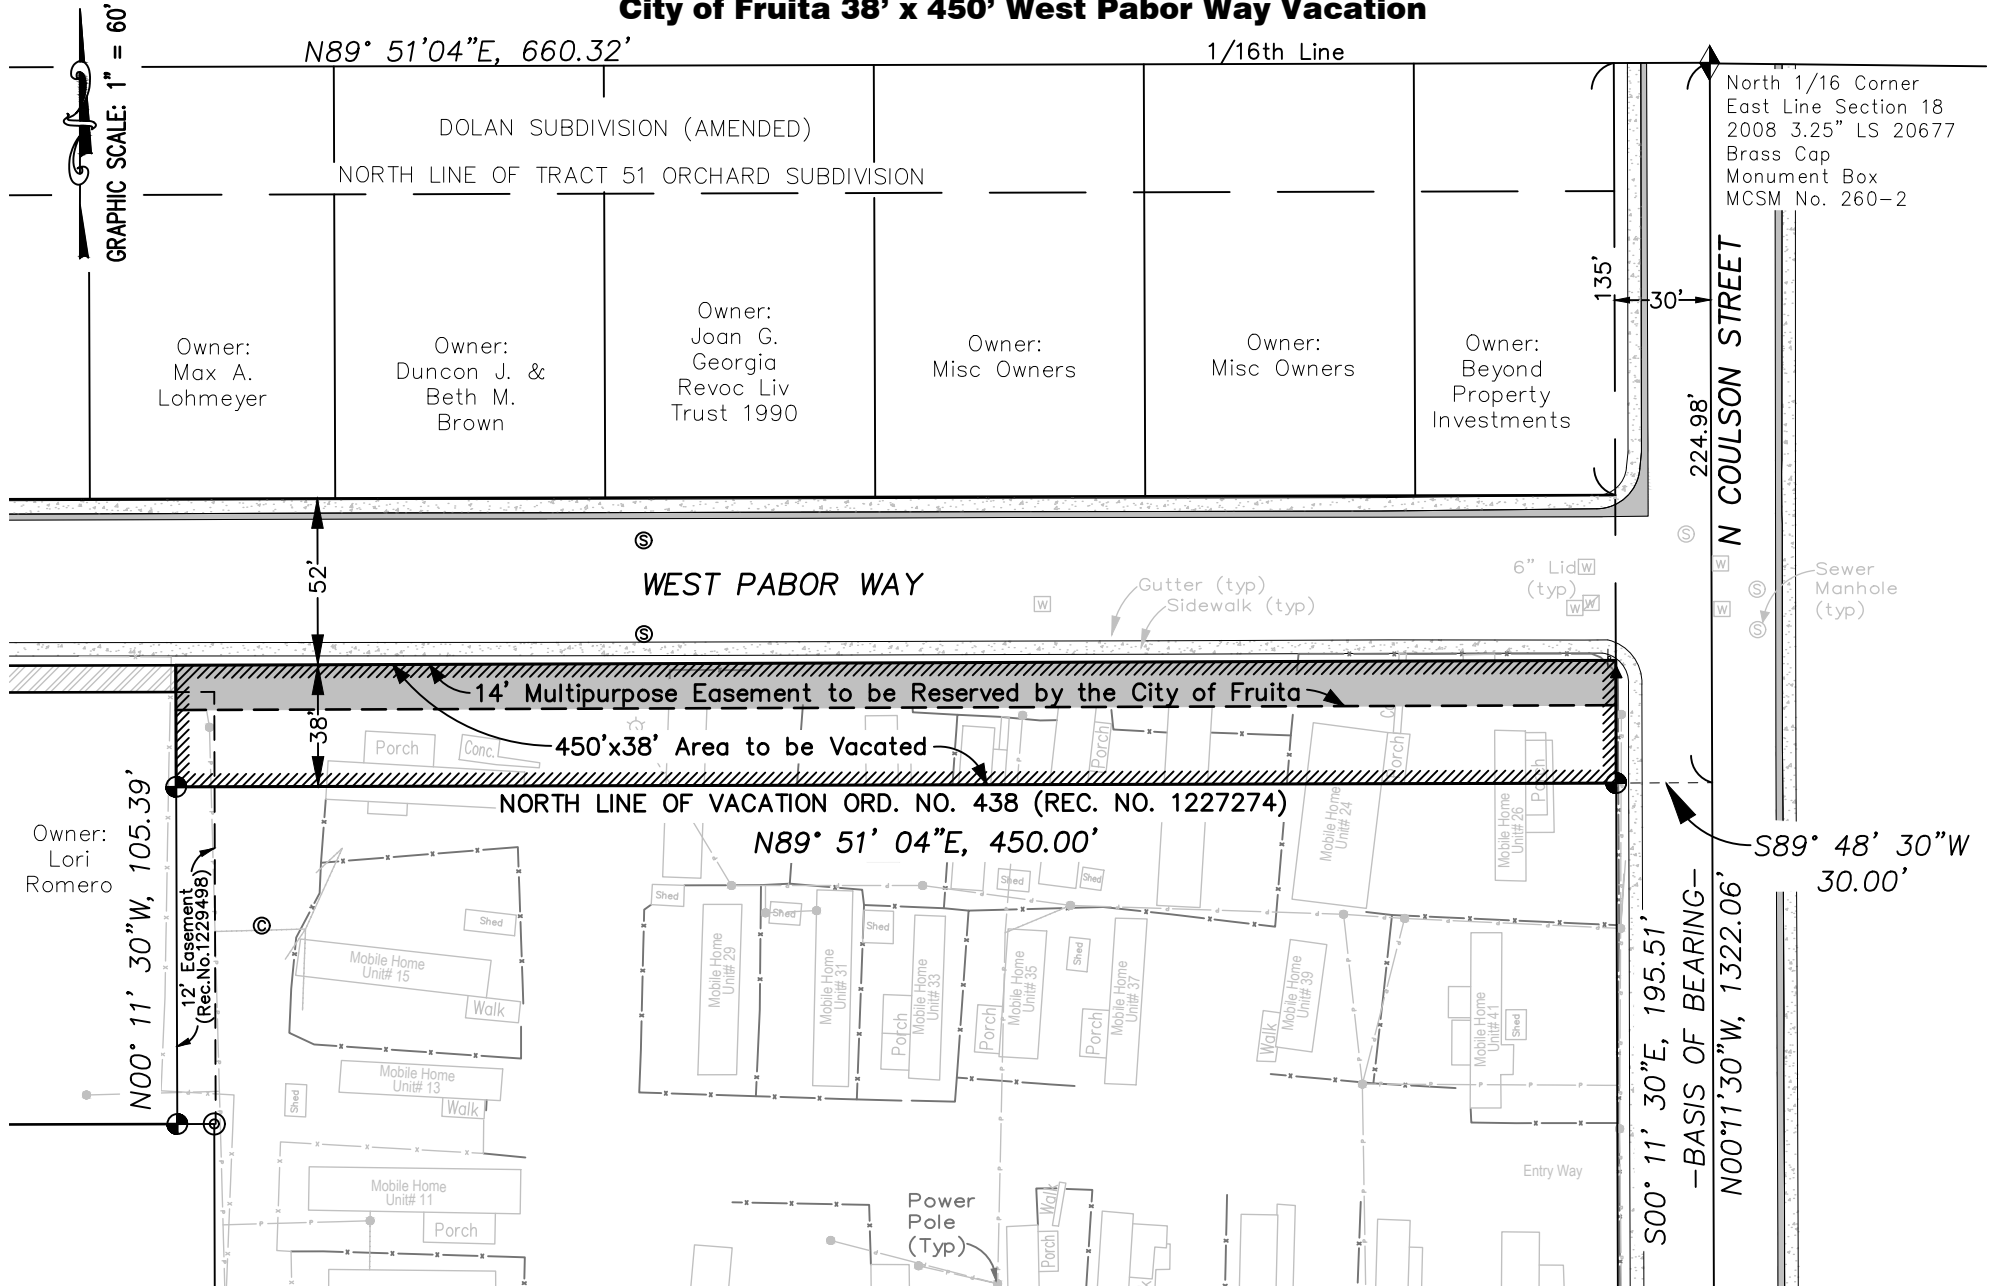 City of Fruita 38' x 450' West Pabor Way Vacation
GRAPHIC SCALE: 1" = 60'
N89° 51'04"E, 660.32'
1/16th Line
North 1/16 Corner
East Line Section 18
2008 3.25" LS 20677
Brass Cap
Monument Box
MCSM No. 260-2
DOLAN SUBDIVISION (AMENDED)
NORTH LINE OF TRACT 51 ORCHARD SUBDIVISION
135'
30'
N COULSON STREET
224.98'
Owner:
Max A.
Lohmeyer
Owner:
Duncon J. &
Beth M.
Brown
Owner:
Joan G.
Georgia
Revoc Liv
Trust 1990
Owner:
Misc Owners
Owner:
Misc Owners
Owner:
Beyond
Property
Investments
52'
S
S
WEST PABOR WAY
W
Gutter (typ)
Sidewalk (typ)
6" Lid
(typ)
W
W
W
S
W
W
S
S
Sewer
Manhole
(typ)
14' Multipurpose Easement to be Reserved by the City of Fruita
38'
450'x38' Area to be Vacated
Porch
Conc.
Porch
Porch
Porch
NORTH LINE OF VACATION ORD. NO. 438 (REC. NO. 1227274)
N89° 51' 04"E, 450.00'
S89° 48' 30"W
30.00'
Owner:
Lori
Romero
N00° 11' 30"W, 105.39'
12' Easement
(Rec.No.1229498)
C
Mobile Home
Unit# 24
Mobile Home
Unit# 26
Shed
Shed
Shed
Shed
Shed
Shed
Shed
Mobile Home
Unit# 15
Walk
Mobile Home
Unit# 29
Mobile Home
Unit# 31
Mobile Home
Unit# 33
Porch
Mobile Home
Unit# 35
Porch
Mobile Home
Unit# 37
Porch
Mobile Home
Unit# 39
Walk
Mobile Home
Unit# 41
Shed
S00° 11' 30"E, 195.51'
-BASIS OF BEARING-
N00°11'30"W, 1322.06'
Mobile Home
Unit# 13
Walk
Shed
Mobile Home
Unit# 11
Porch
Entry Way
Power
Pole
(Typ)
Walk
Porch